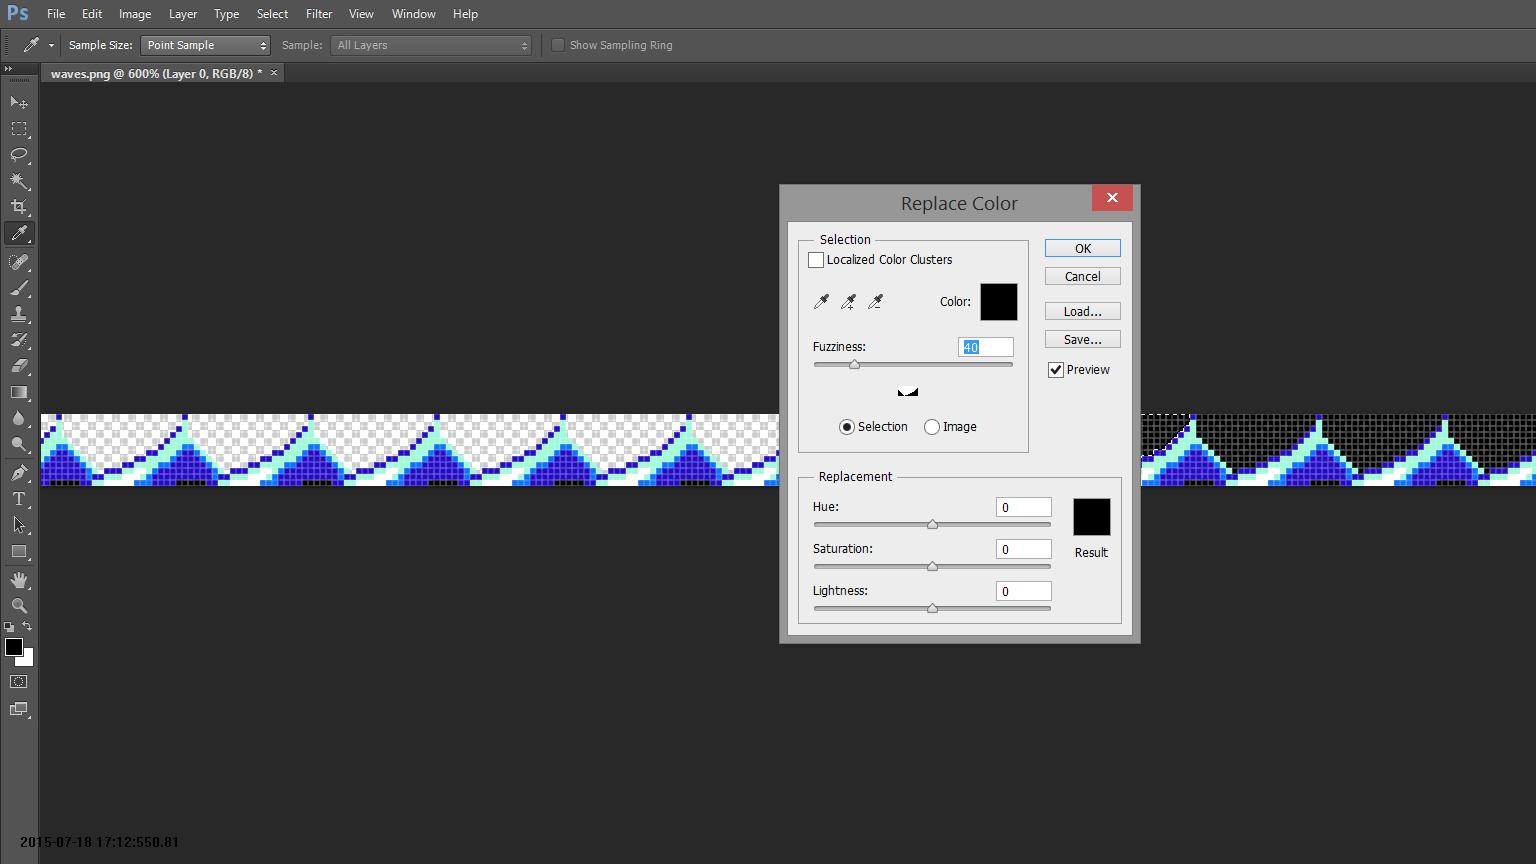 Ps File Edit Image Layer Type Select Filter View Window Help
Sample Size: Point Sample Sample: All Layers Show Sampling Ring
waves.png @ 600% (Layer 0, RGB/8) * ×
Replace Color
Selection
Localized Color Clusters
Color:
Fuzziness: 40
Selection Image
OK
Cancel
Load...
Save...
Preview
Replacement
Hue: 0
Saturation: 0
Lightness: 0
Result
T
2015-07-18 17:12:550.81